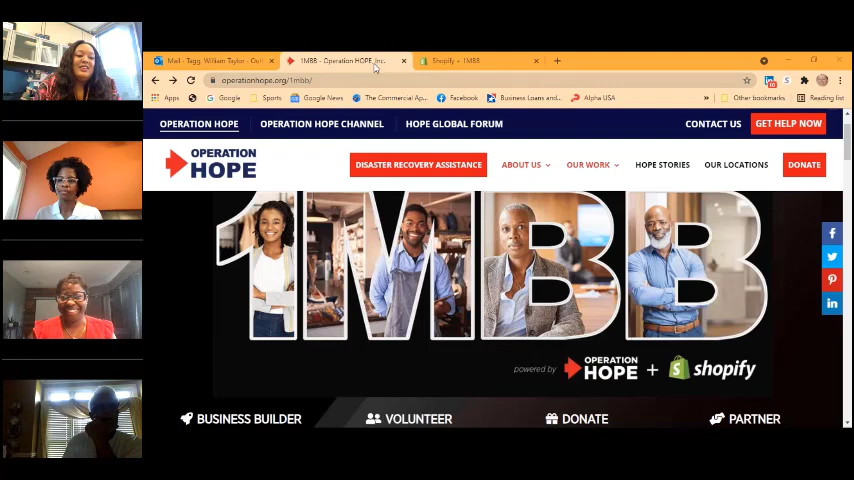 Mail - Tagg, William Taylor - Out
1MBB - Operation HOPE, Inc.
Shopify + 1MBB
operationhope.org/1mbb/
Apps
Google
Sports
Google News
The Commercial Ap...
Facebook
Business Loans and...
Alpha USA
»
Other bookmarks
Reading list
OPERATION HOPE
OPERATION HOPE CHANNEL
HOPE GLOBAL FORUM
CONTACT US
GET HELP NOW
OPERATION
HOPE
DISASTER RECOVERY ASSISTANCE
ABOUT US
OUR WORK
HOPE STORIES
OUR LOCATIONS
DONATE
1MBB
powered by OPERATION HOPE + shopify
BUSINESS BUILDER
VOLUNTEER
DONATE
PARTNER